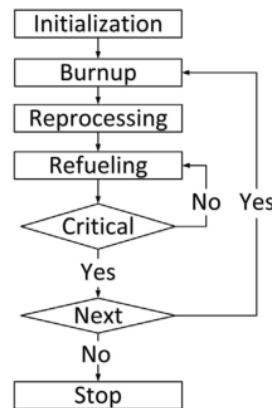 Initialization
Burnup
Reprocessing
Refueling
No Yes
Critical
Yes
Next
No
Stop